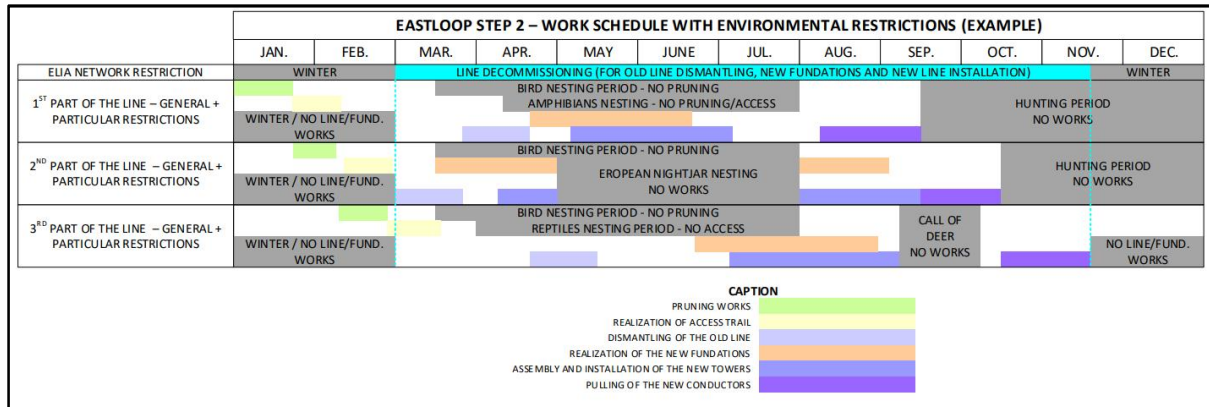 EASTLOOP STEP 2 – WORK SCHEDULE WITH ENVIRONMENTAL RESTRICTIONS (EXAMPLE)
JAN. FEB. MAR. APR. MAY JUNE JUL. AUG. SEP. OCT. NOV. DEC.
ELIA NETWORK RESTRICTION WINTER LINE DECOMMISSIONING (FOR OLD LINE DISMANTLING, NEW FUNDATIONS AND NEW LINE INSTALLATION) WINTER
1ST PART OF THE LINE – GENERAL +
PARTICULAR RESTRICTIONS
WINTER / NO LINE/FUND.
WORKS
BIRD NESTING PERIOD - NO PRUNING
AMPHIBIANS NESTING - NO PRUNING/ACCESS
HUNTING PERIOD
NO WORKS
2ND PART OF THE LINE – GENERAL +
PARTICULAR RESTRICTIONS
WINTER / NO LINE/FUND.
WORKS
BIRD NESTING PERIOD - NO PRUNING
EROPEAN NIGHTJAR NESTING
NO WORKS
HUNTING PERIOD
NO WORKS
3RD PART OF THE LINE – GENERAL +
PARTICULAR RESTRICTIONS
WINTER / NO LINE/FUND.
WORKS
BIRD NESTING PERIOD - NO PRUNING
REPTILES NESTING PERIOD - NO ACCESS
CALL OF
DEER
NO WORKS
NO LINE/FUND.
WORKS
CAPTION
PRUNING WORKS
REALIZATION OF ACCESS TRAIL
DISMANTLING OF THE OLD LINE
REALIZATION OF THE NEW FUNDATIONS
ASSEMBLY AND INSTALLATION OF THE NEW TOWERS
PULLING OF THE NEW CONDUCTORS